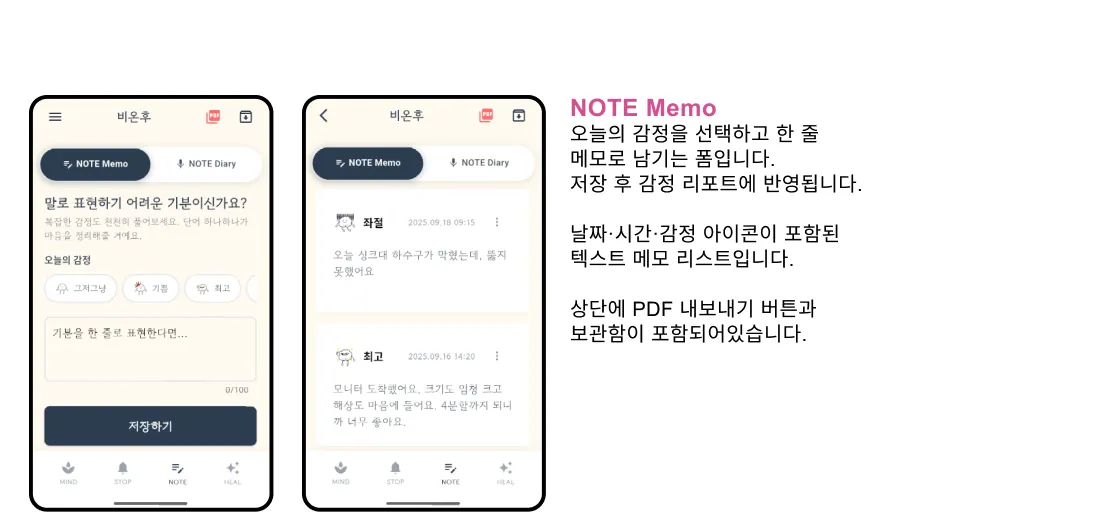 비온후
PDF
NOTE Memo
NOTE Diary
말로 표현하기 어려운 기분이신가요?
복잡한 감정도 천천히 풀어보세요. 단어 하나하나가
마음을 정리해줄 거예요.
오늘의 감정
그저그냥
기쁨
최고
기분을 한 줄로 표현한다면...
0/100
저장하기
MIND
STOP
NOTE
HEAL
비온후
PDF
NOTE Memo
NOTE Diary
좌절
2025.09.18 09:15
오늘 싱크대 하수구가 막혔는데, 뚫지
못했어요
최고
2025.09.16 14:20
모니터 도착했어요. 크기도 엄청 크고
해상도 마음에 들어요. 4분할까지 되니
까 너무 좋아요.
MIND
STOP
NOTE
HEAL
NOTE Memo
오늘의 감정을 선택하고 한 줄
메모로 남기는 폼입니다.
저장 후 감정 리포트에 반영됩니다.
날짜·시간·감정 아이콘이 포함된
텍스트 메모 리스트입니다.
상단에 PDF 내보내기 버튼과
보관함이 포함되어있습니다.